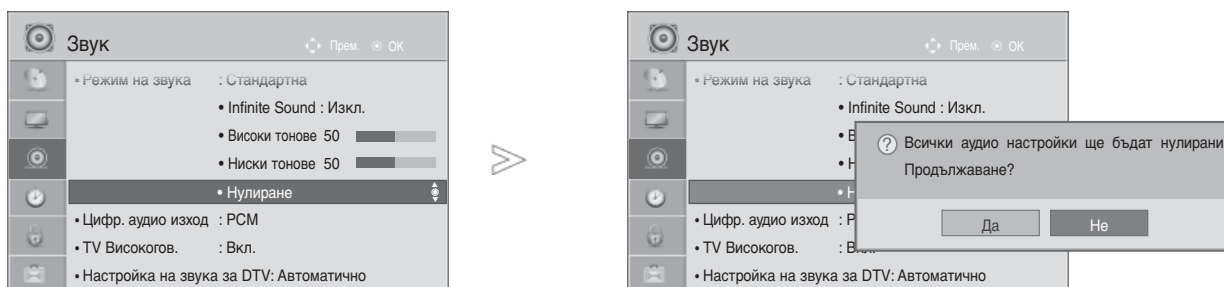 Звук
Прем. OK
• Режим на звука : Стандартна
• Infinite Sound : Изкл.
• Високи тонове 50
• Ниски тонове 50
• Нулиране
• Цифр. аудио изход : PCM
• TV Високогов. : Вкл.
• Настройка на звука за DTV: Автоматично
Звук
Прем. OK
• Режим на звука : Стандартна
• Infinite Sound : Изкл.
• В
• Н
• Н
• Цифр. аудио изход : P
• TV Високогов. : Вкл.
• Настройка на звука за DTV: Автоматично
? Всички аудио настройки ще бъдат нулирани
Продължаване?
Да Не